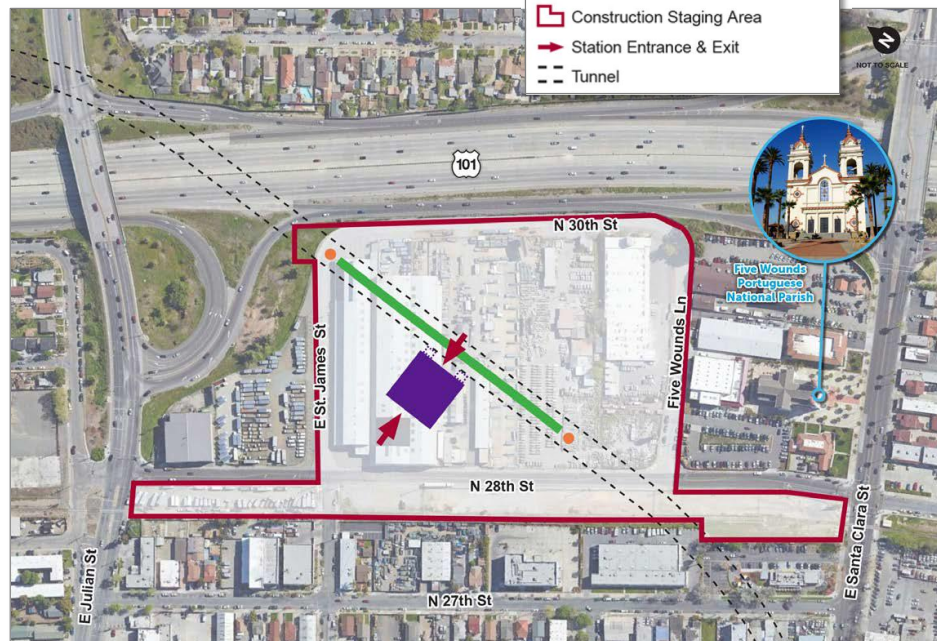 Construction Staging Area
Station Entrance & Exit
Tunnel
N
NOT TO SCALE
101
N 30th St
Five Wounds
Portuguese
National Parish
E St. James St
Five Wounds Ln
N 28th St
E Julian St
E Santa Clara St
N 27th St